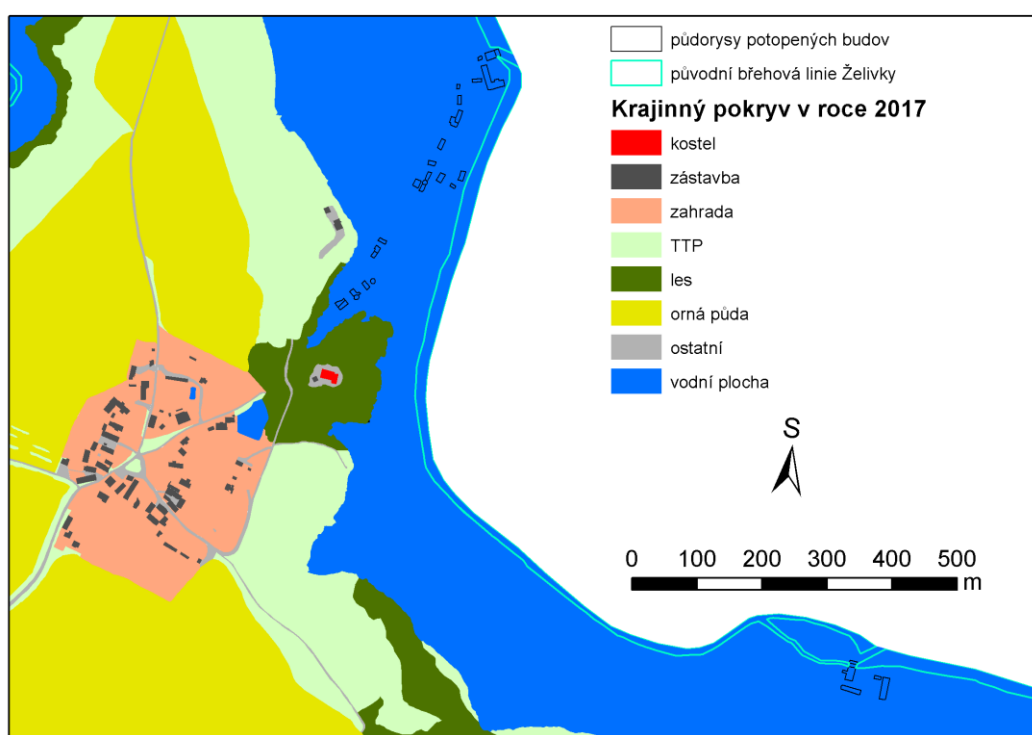 půdorysy potopených budov
původní břehová linie Želivky
Krajinný pokryv v roce 2017
kostel
zástavba
zahrada
TTP
les
orná půda
ostatní
vodní plocha
S
0 100 200 300 400 500
m